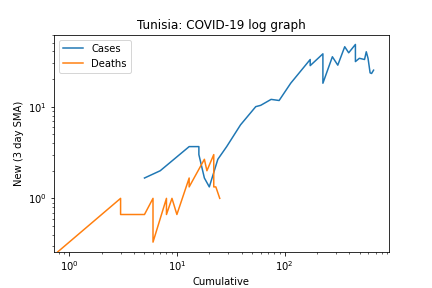 Tunisia: COVID-19 log graph
Cases
Deaths
New (3 day SMA)
10¹
10⁰
10⁰ 10¹ 10²
Cumulative